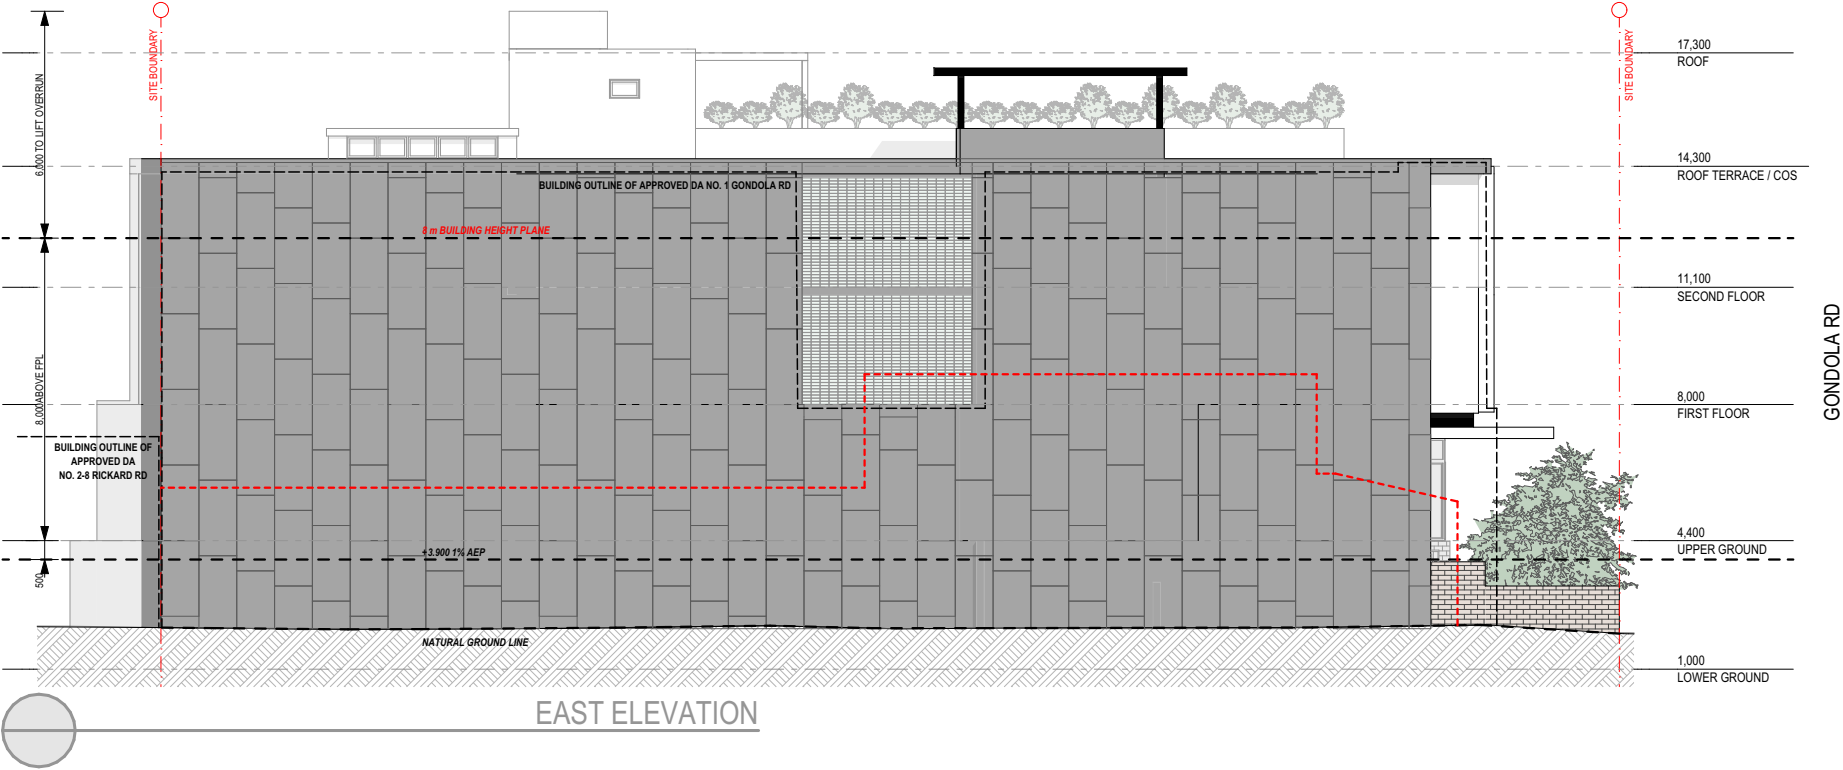 SITE BOUNDARY
SITE BOUNDARY
17,300
ROOF
6,000 TO LIFT OVERRUN
14,300
ROOF TERRACE / COS
BUILDING OUTLINE OF APPROVED DA NO. 1 GONDOLA RD
8 m BUILDING HEIGHT PLANE
11,100
SECOND FLOOR
GONDOLA RD
8,000ABOVE FPL
8,000
FIRST FLOOR
BUILDING OUTLINE OF
APPROVED DA
NO. 2-8 RICKARD RD
4,400
UPPER GROUND
+3.900 1% AEP
500
NATURAL GROUND LINE
1,000
LOWER GROUND
EAST ELEVATION